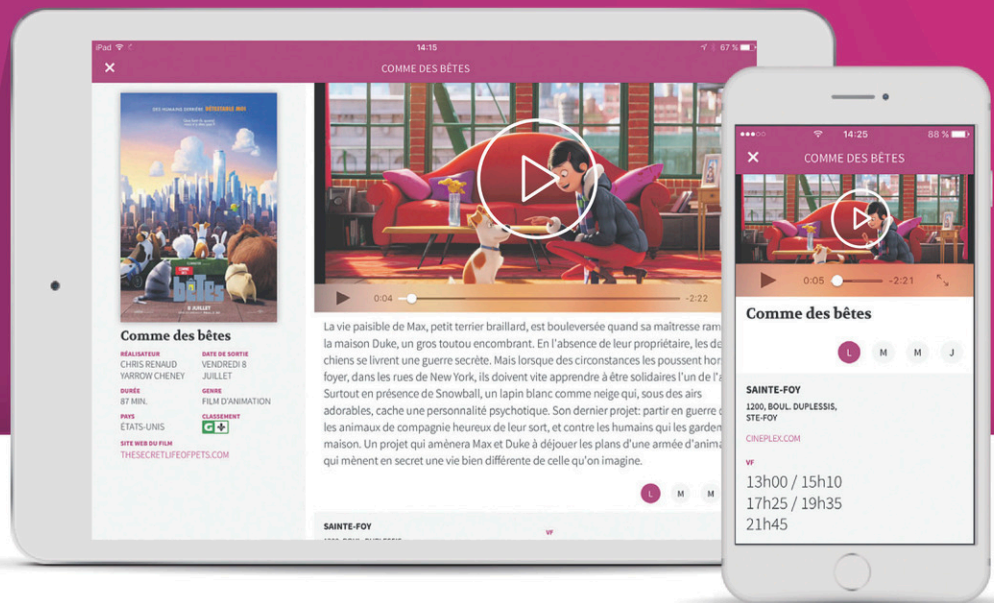 iPad
14:15
67 %
COMME DES BÊTES
DES HUMAINS DERRIÈRE DÉTESTABLE MOI
COMME DES
bêtes
8 JUILLET
0:04
-2:22
Comme des bêtes
RÉALISATEUR
CHRIS RENAUD
YARROW CHENEY
DATE DE SORTIE
VENDREDI 8
JUILLET
DURÉE
87 MIN.
GENRE
FILM D'ANIMATION
PAYS
ÉTATS-UNIS
CLASSEMENT
G
SITE WEB DU FILM
THESECRETLIFEOFPETS.COM
La vie paisible de Max, petit terrier braillard, est bouleversée quand sa maîtresse ram
la maison Duke, un gros toutou encombrant. En l'absence de leur propriétaire, les de
chiens se livrent une guerre secrète. Mais lorsque des circonstances les poussent hor
foyer, dans les rues de New York, ils doivent vite apprendre à être solidaires l'un de l'a
Surtout en présence de Snowball, un lapin blanc comme neige qui, sous des airs
adorables, cache une personnalité psychotique. Son dernier projet: partir en guerre c
les animaux de compagnie heureux de leur sort, et contre les humains qui les garden
maison. Un projet qui amènera Max et Duke à déjouer les plans d'une armée d'anima
qui mènent en secret une vie bien différente de celle qu'on imagine.
L M M
SAINTE-FOY
VF
14:25
88 %
COMME DES BÊTES
0:05
-2:21
Comme des bêtes
L M M J
SAINTE-FOY
1200, BOUL. DUPLESSIS,
STE-FOY
CINEPLEX.COM
VF
13h00 / 15h10
17h25 / 19h35
21h45